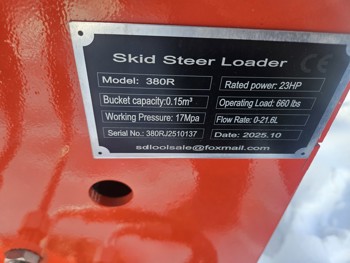 Skid Steer Loader CE
Model: 380R Rated power: 23HP
Bucket capacity:0.15m³ Operating Load: 660 lbs
Working Pressure: 17Mpa Flow Rate: 0-21.6L
Serial No.: 380RJ2510137 Date: 2025.10
sdloolsale@foxmail.com